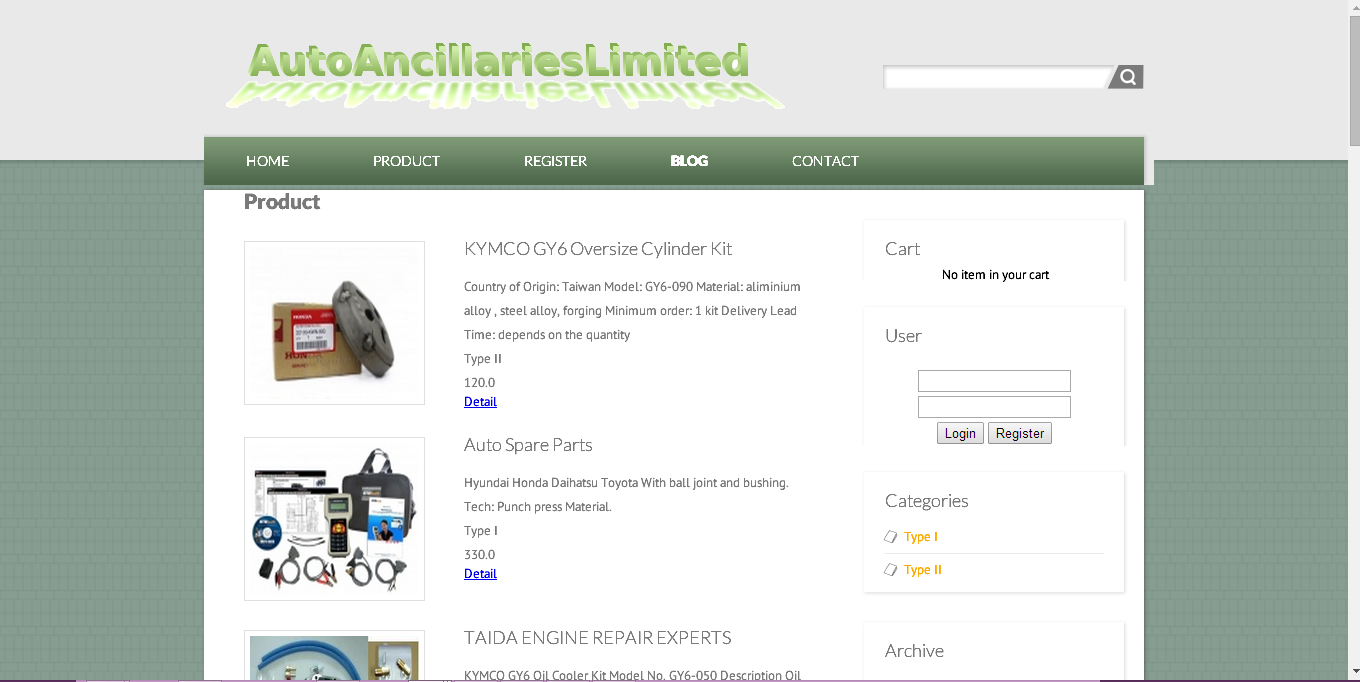 AutoAncillariesLimited
HOME
PRODUCT
REGISTER
BLOG
CONTACT
Product
KYMCO GY6 Oversize Cylinder Kit
Country of Origin: Taiwan Model: GY6-090 Material: aliminium
alloy , steel alloy, forging Minimum order: 1 kit Delivery Lead
Time: depends on the quantity
Type II
120.0
Detail
HONDA
Auto Spare Parts
Hyundai Honda Daihatsu Toyota With ball joint and bushing.
Tech: Punch press Material.
Type I
330.0
Detail
TAIDA ENGINE REPAIR EXPERTS
KYMCO GY6 Oil Cooler Kit Model No. GY6-050 Description Oil
Cart
No item in your cart
User
Login
Register
Categories
Type I
Type II
Archive